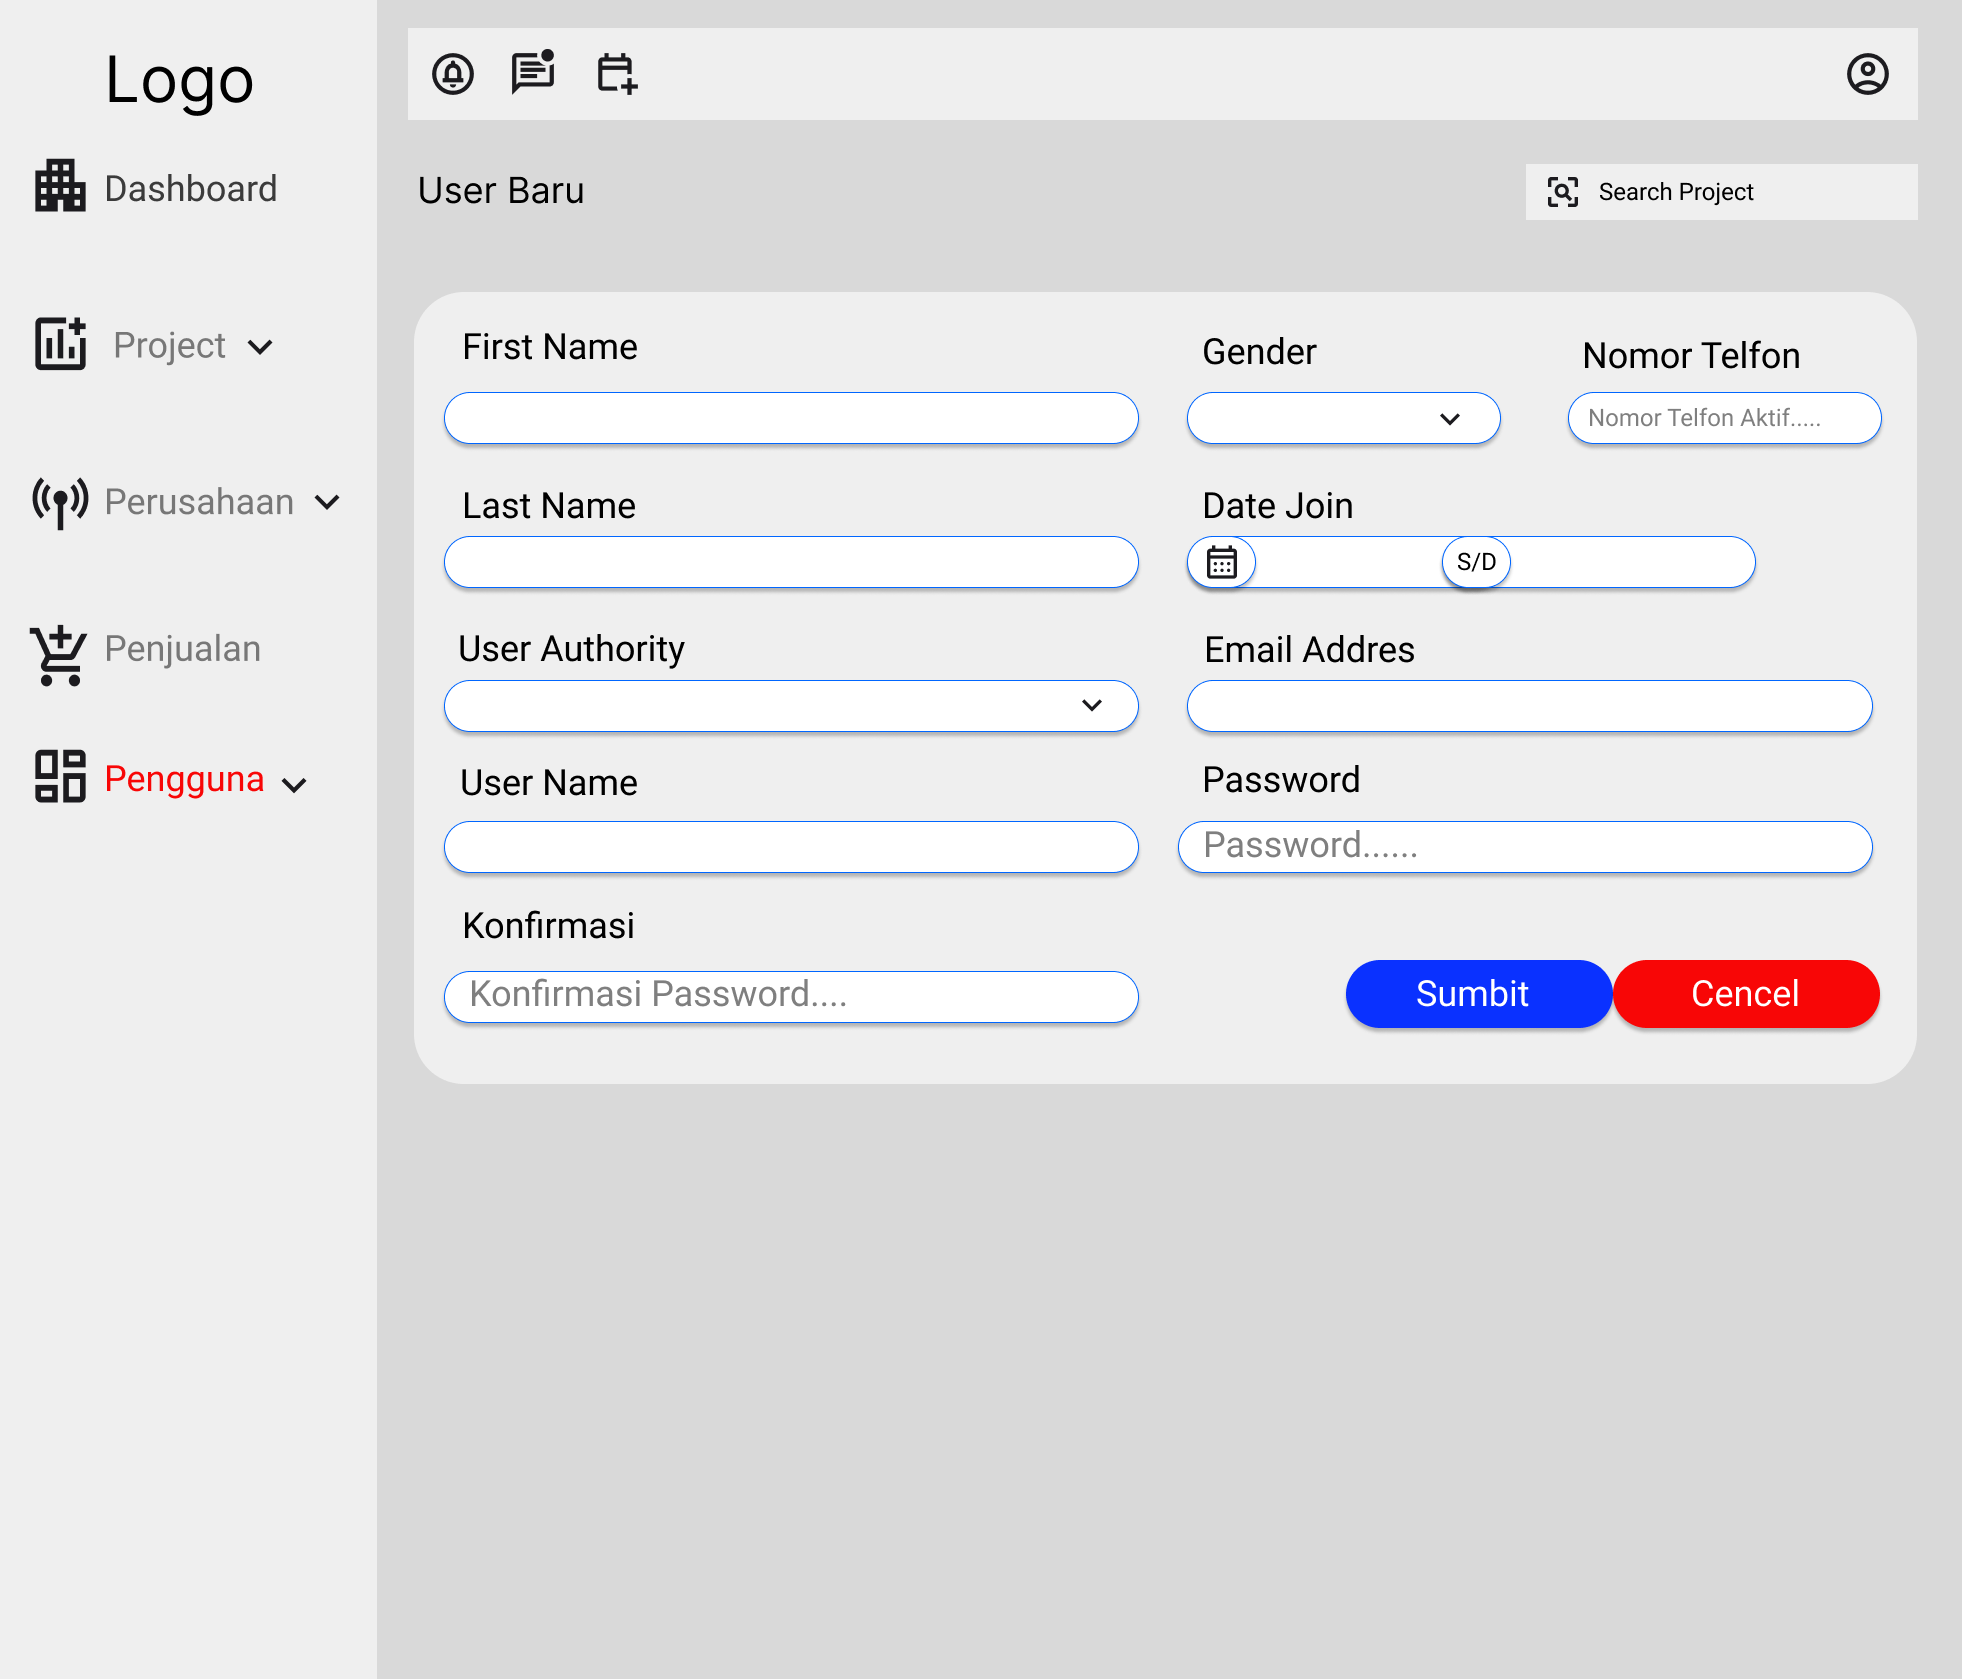 Logo
Dashboard
Project
Perusahaan
Penjualan
Pengguna
User Baru
Search Project
First Name
Gender
Nomor Telfon
Nomor Telfon Aktif.....
Last Name
Date Join
S/D
User Authority
Email Addres
User Name
Password
Password......
Konfirmasi
Konfirmasi Password....
Sumbit
Cencel